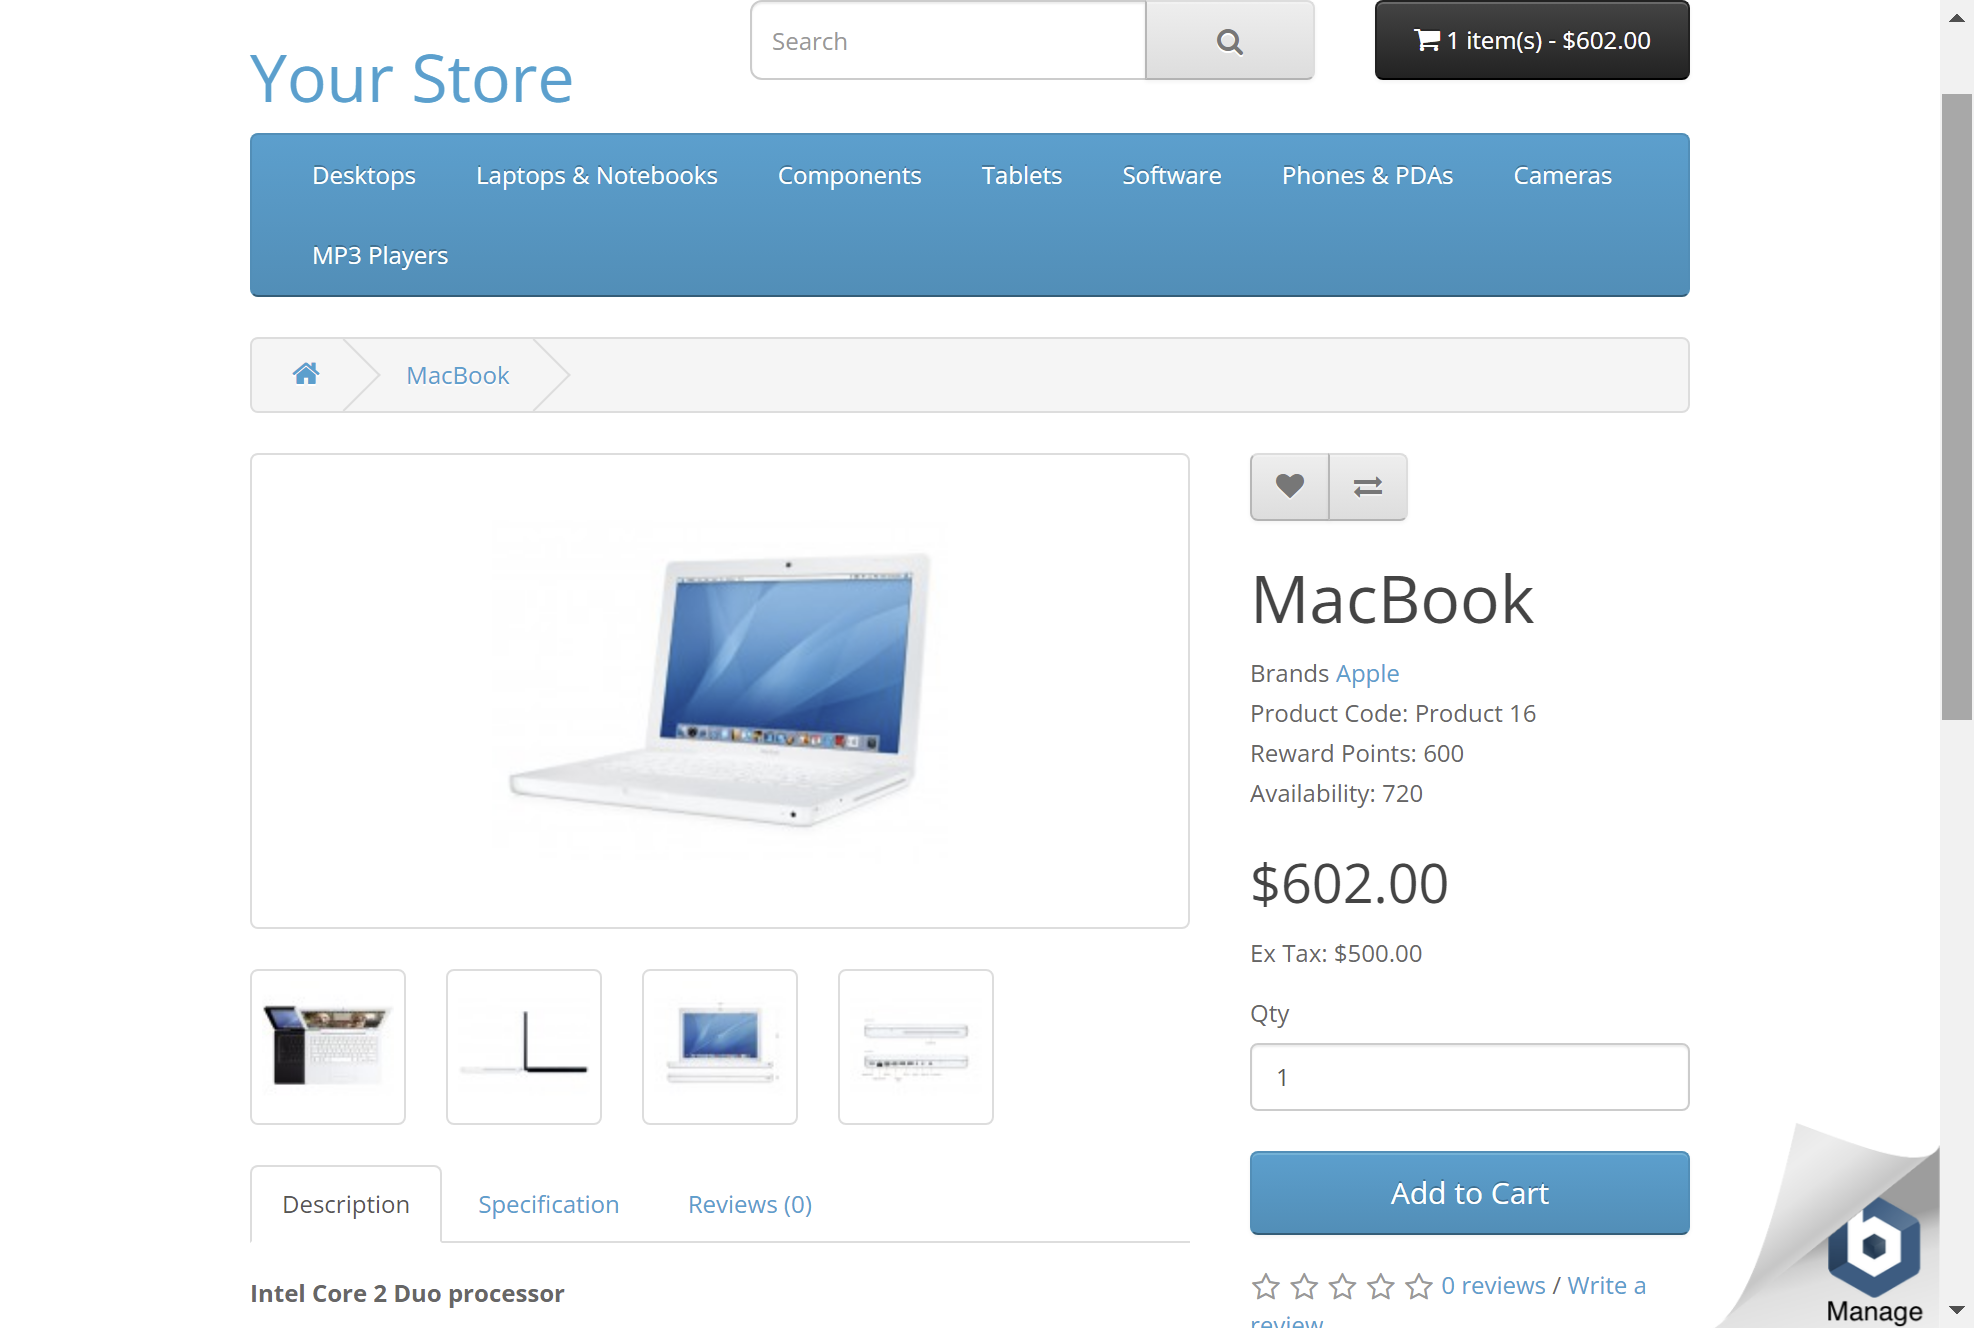 Search
1 item(s) - $602.00
Your Store
Desktops
Laptops & Notebooks
Components
Tablets
Software
Phones & PDAs
Cameras
MP3 Players
MacBook
MacBook
Brands Apple
Product Code: Product 16
Reward Points: 600
Availability: 720
$602.00
Ex Tax: $500.00
Qty
1
Add to Cart
Description
Specification
Reviews (0)
Intel Core 2 Duo processor
0 reviews / Write a
review
Manage